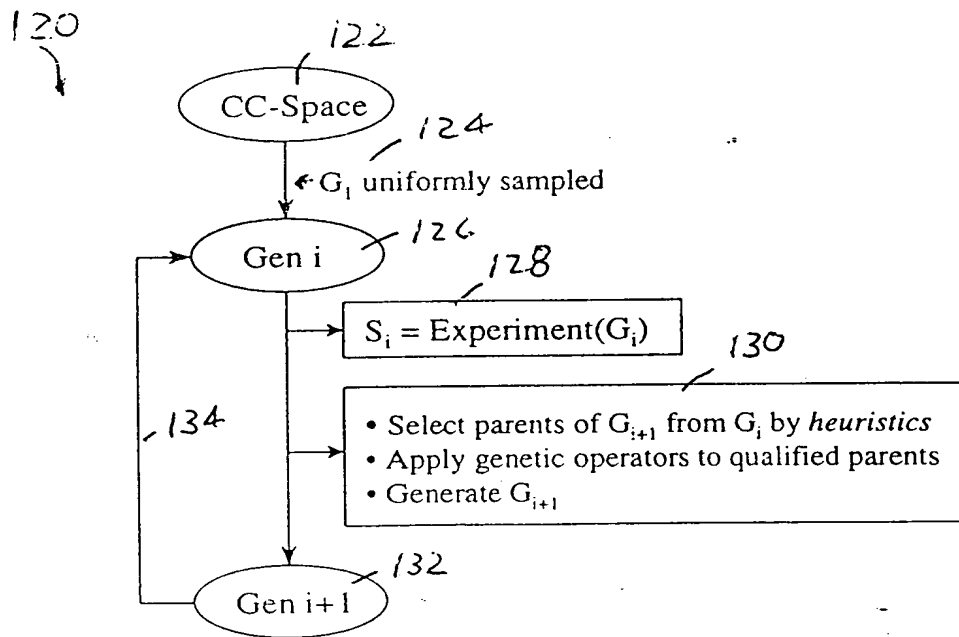 120
122
CC-Space
124
G₁ uniformly sampled
126
Gen i
128
Sᵢ = Experiment(Gᵢ)
130
• Select parents of Gᵢ₊₁ from Gᵢ by heuristics
• Apply genetic operators to qualified parents
• Generate Gᵢ₊₁
134
132
Gen i+1